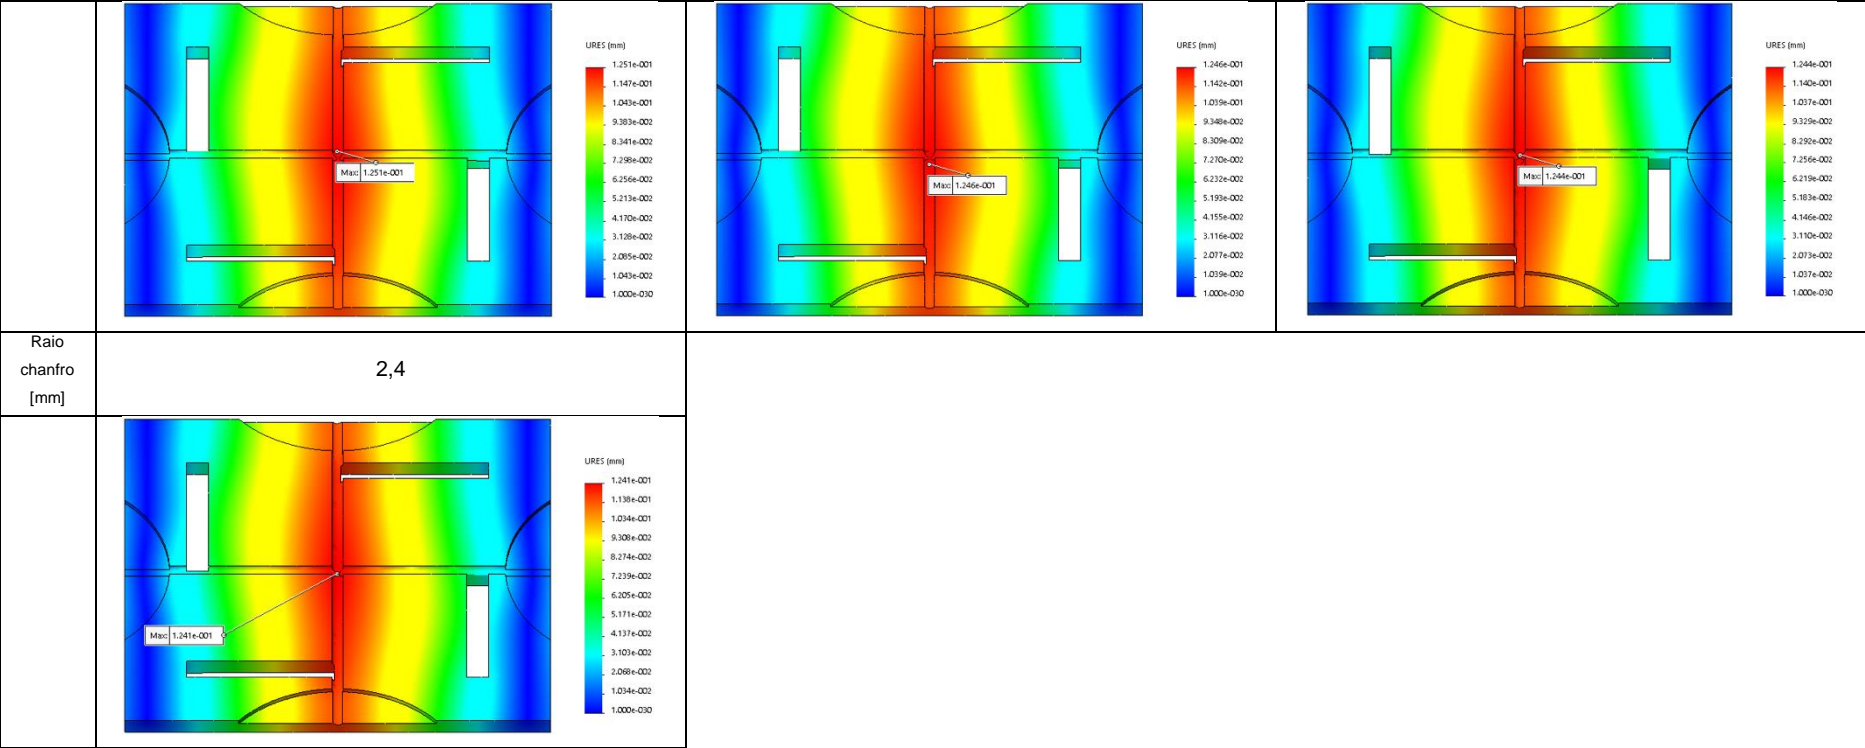 URES (mm)
1.251e-001
1.147e-001
1.043e-001
9.383e-002
8.341e-002
7.298e-002
6.256e-002
5.213e-002
4.170e-002
3.128e-002
2.085e-002
1.043e-002
1.000e-030
Max: 1.251e-001
URES (mm)
1.246e-001
1.142e-001
1.039e-001
9.348e-002
8.309e-002
7.270e-002
6.232e-002
5.193e-002
4.155e-002
3.116e-002
2.077e-002
1.039e-002
1.000e-030
Max: 1.246e-001
URES (mm)
1.244e-001
1.140e-001
1.037e-001
9.329e-002
8.292e-002
7.256e-002
6.219e-002
5.183e-002
4.146e-002
3.110e-002
2.073e-002
1.037e-002
1.000e-030
Max: 1.244e-001
Raio
chanfro
[mm]
2,4
URES (mm)
1.241e-001
1.138e-001
1.034e-001
9.308e-002
8.274e-002
7.239e-002
6.205e-002
5.171e-002
4.137e-002
3.103e-002
2.068e-002
1.034e-002
1.000e-030
Max: 1.241e-001